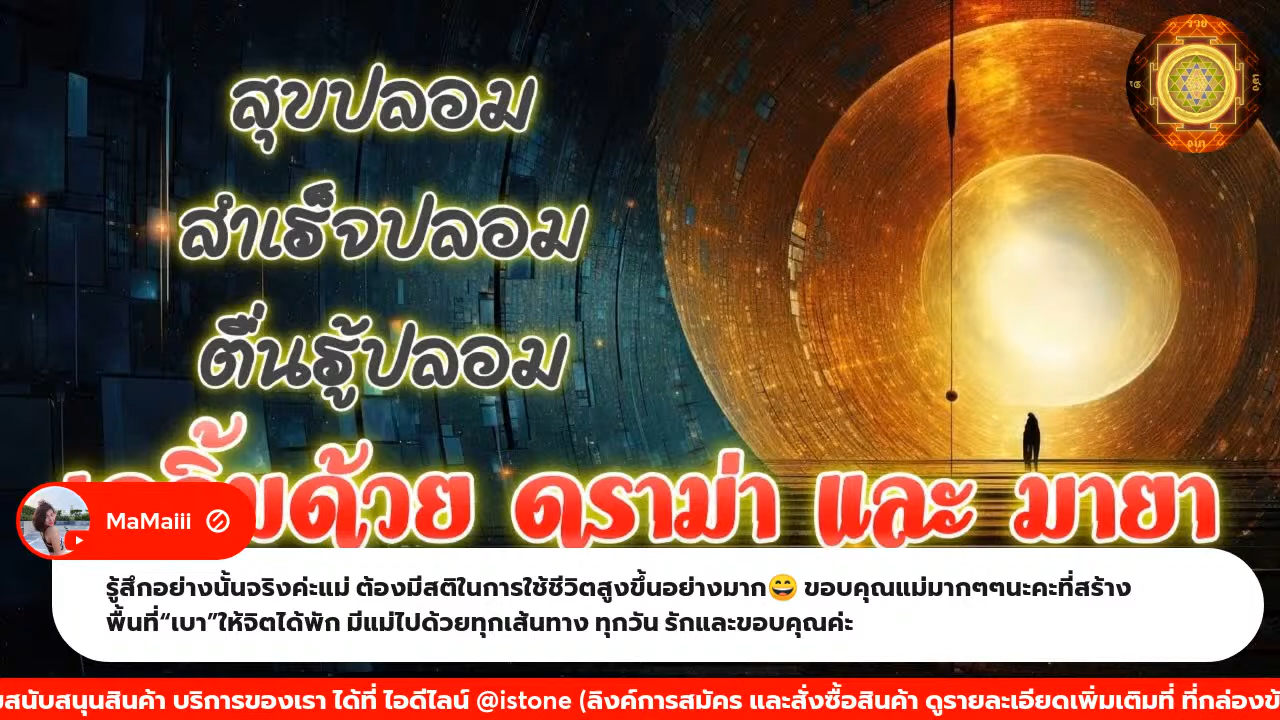 สุขปลอม
สำเร็จปลอม
ตื่นรู้ปลอม
ด้วย ดราม่า และ มายา
MaMaiii
รู้สึกอย่างนั้นจริงค่ะแม่ ต้องมีสติในการใช้ชีวิตสูงขึ้นอย่างมาก😄 ขอบคุณแม่มากๆๆนะคะที่สร้าง
พื้นที่“เบา”ให้จิตได้พัก มีแม่ไปด้วยทุกเส้นทาง ทุกวัน รักและขอบคุณค่ะ
สนับสนุนสินค้า บริการของเรา ได้ที่ ไอดีไลน์ @istone (ลิงค์การสมัคร และสั่งซื้อสินค้า ดูรายละเอียดเพิ่มเติมที่ ที่กล่อง